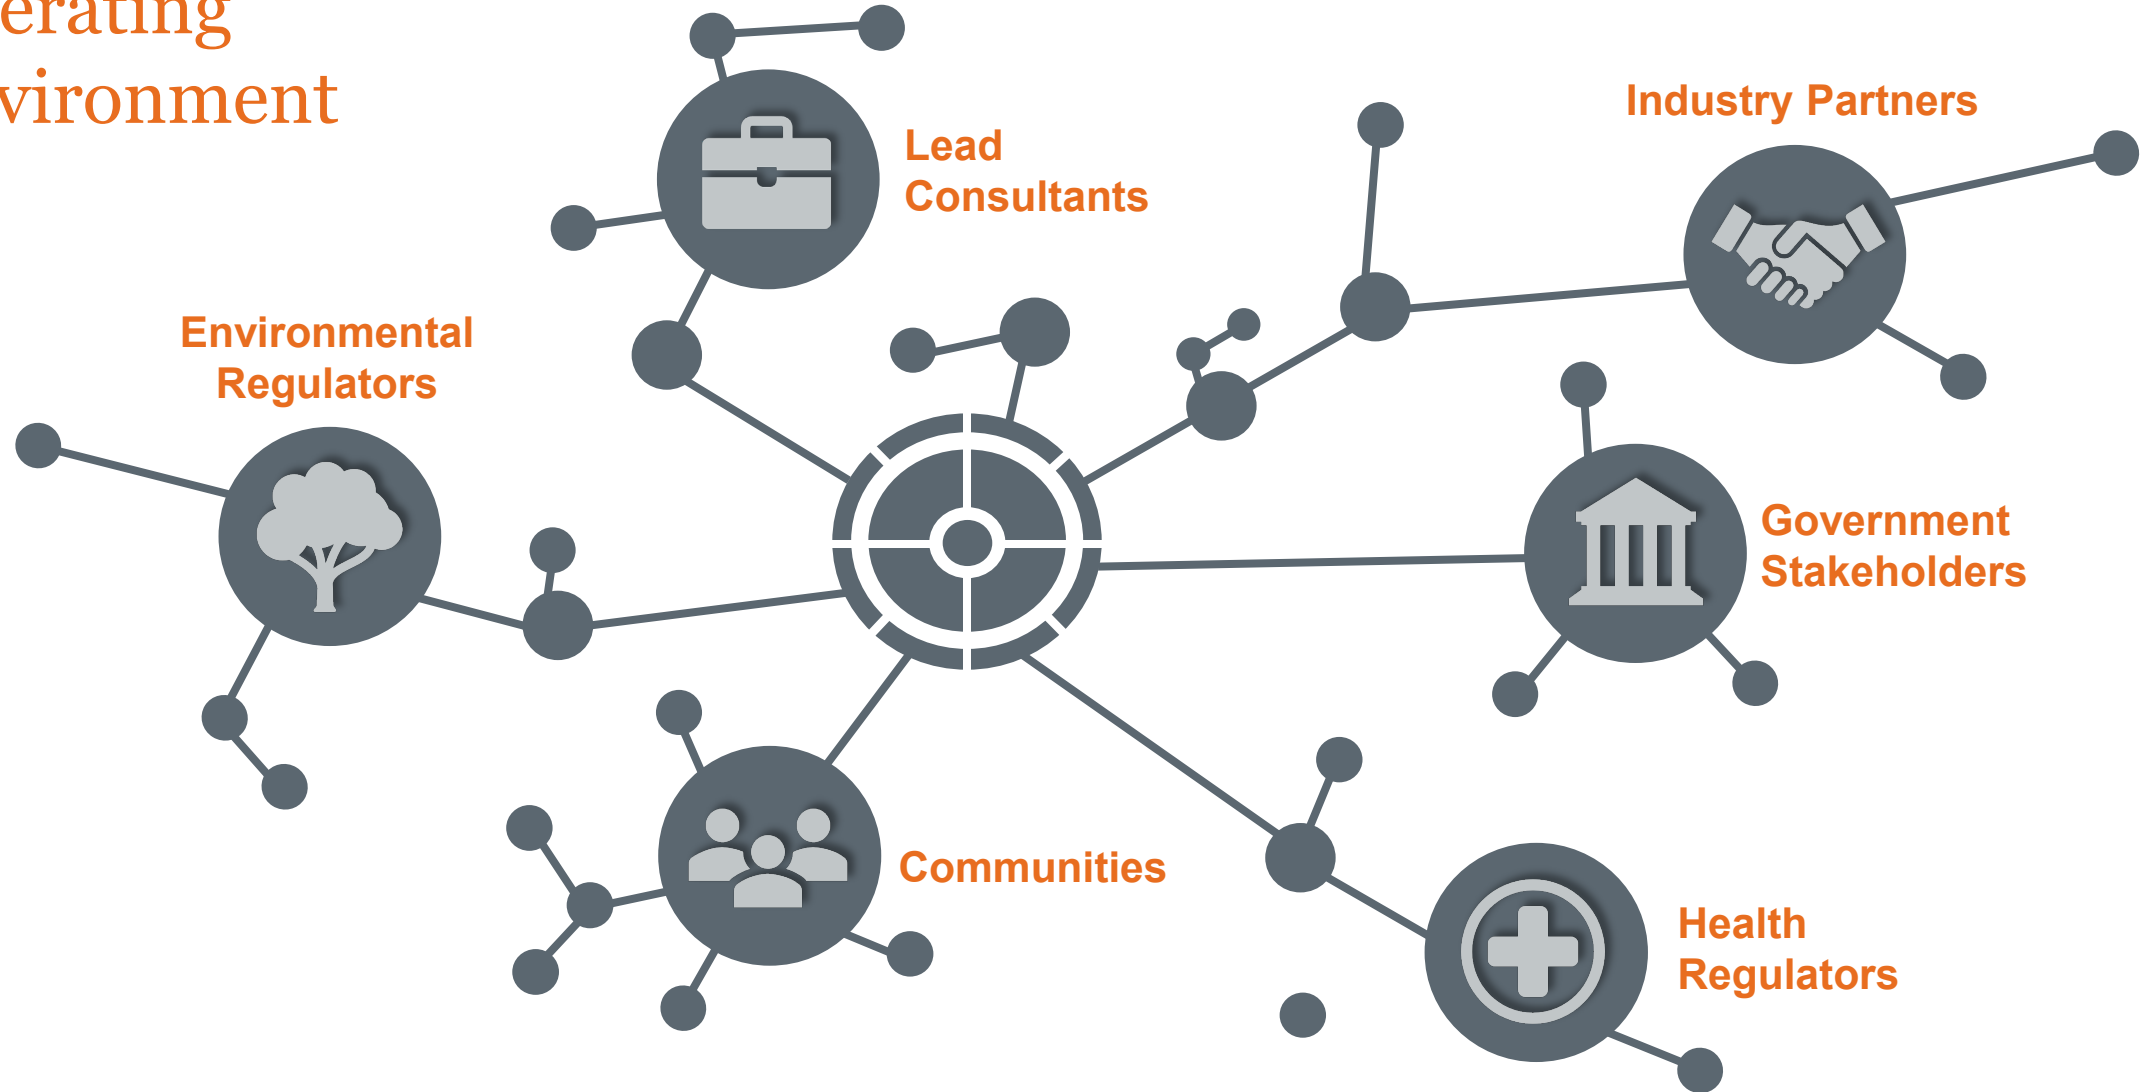 erating
vironment
Lead
Consultants
Industry Partners
Environmental
Regulators
Government
Stakeholders
Communities
Health
Regulators